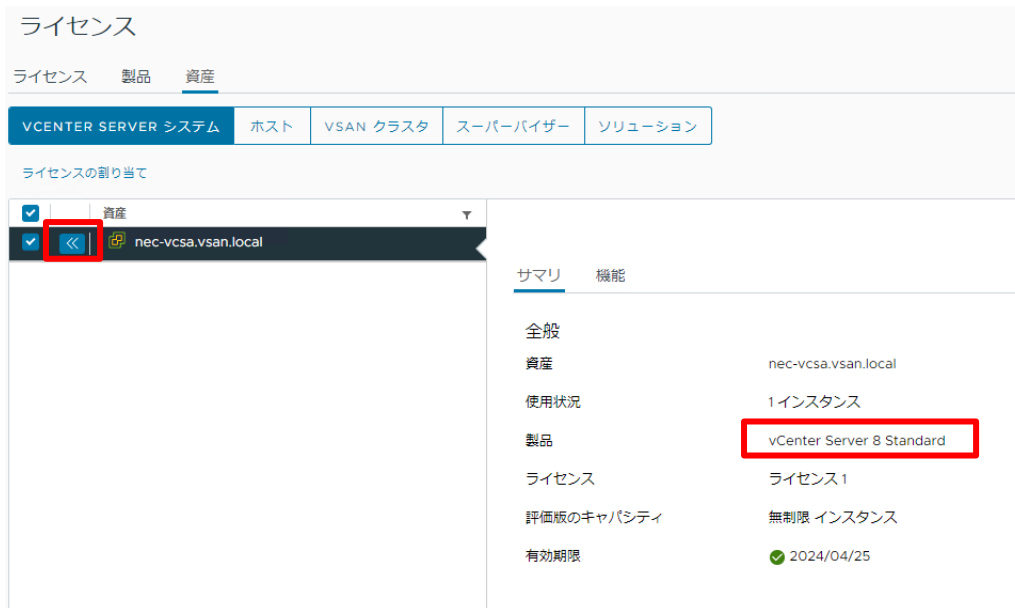 ライセンス
ライセンス 製品 資産
VCENTER SERVER システム ホスト VSAN クラスタ スーパーバイザー ソリューション
ライセンスの割り当て
資産
nec-vcsa.vsan.local
サマリ 機能
全般
資産 nec-vcsa.vsan.local
使用状況 1 インスタンス
製品 vCenter Server 8 Standard
ライセンス ライセンス 1
評価版のキャパシティ 無制限 インスタンス
有効期限 2024/04/25